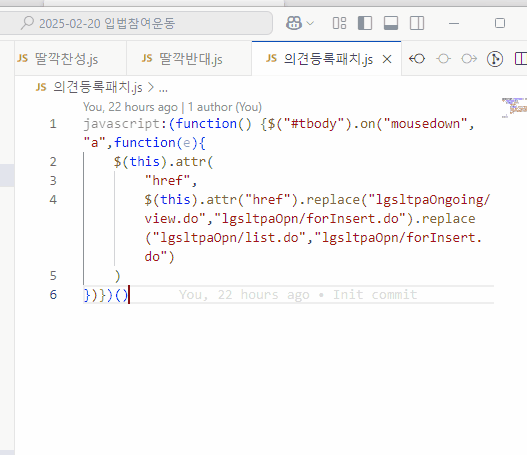 2025-02-20 입법참여운동
JS 딸깍찬성.js
JS 딸깍반대.js
JS 의견등록패치.js ×
JS 의견등록패치.js > ...
You, 22 hours ago | 1 author (You)
1 javascript:(function() {$("#tbody").on("mousedown",
"a",function(e){
2 $(this).attr(
3 "href",
4 $(this).attr("href").replace("lgsltpaOngoing/
view.do","lgsltpaOpn/forInsert.do").replace
("lgsltpaOpn/list.do","lgsltpaOpn/forInsert.
do")
5 )
6 })})() You, 22 hours ago • Init commit